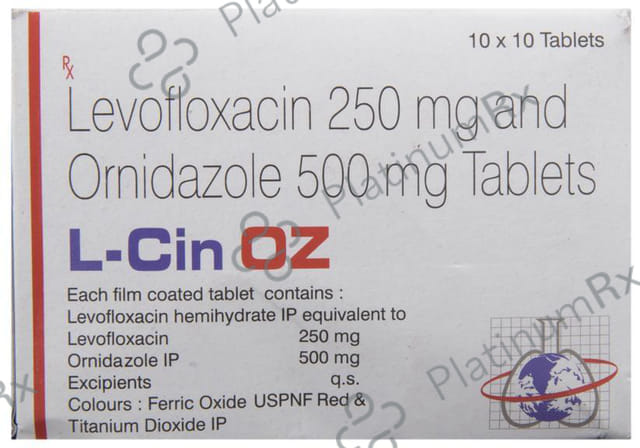 10 x 10 Tablets
Rx
Levofloxacin 250 mg and
Ornidazole 500 mg Tablets
L-Cin OZ
Each film coated tablet contains :
Levofloxacin hemihydrate IP equivalent to
Levofloxacin 250 mg
Ornidazole IP 500 mg
Excipients q.s.
Colours : Ferric Oxide USPNF Red &
Titanium Dioxide IP
PlatinumRx
PlatinumRx
PlatinumRx